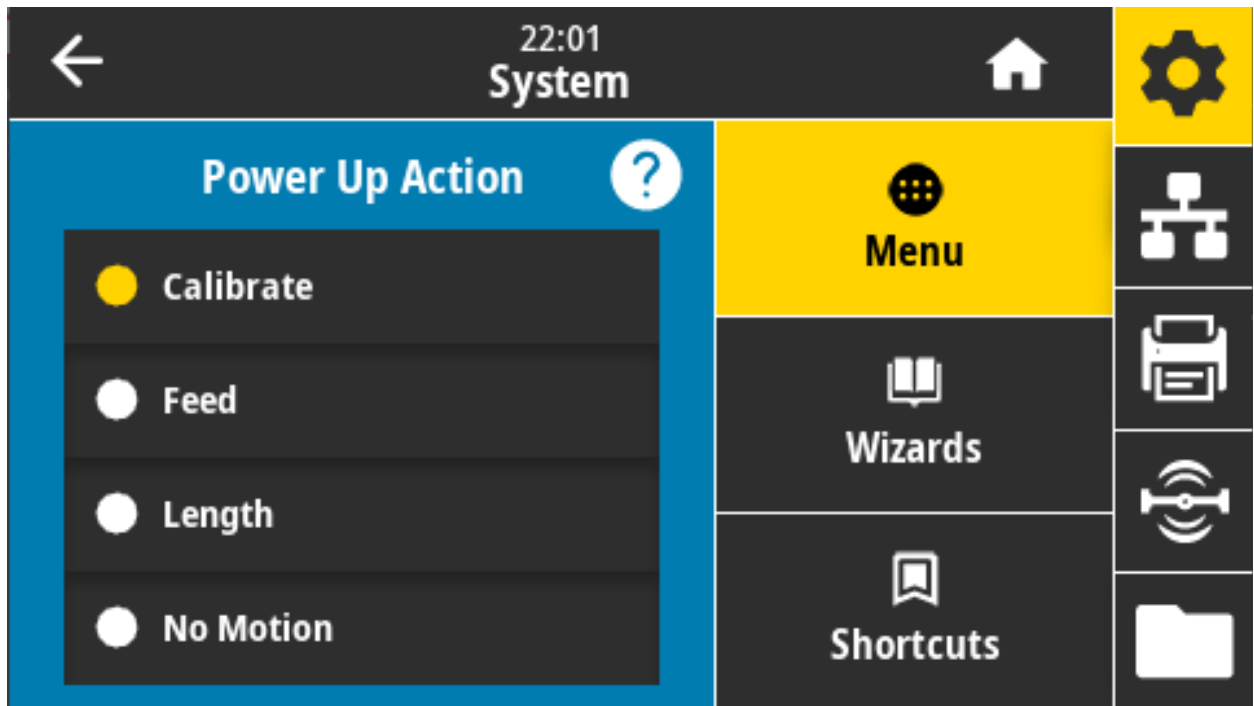 22:01
System
Power Up Action
?
Calibrate
Feed
Length
No Motion
Menu
Wizards
Shortcuts